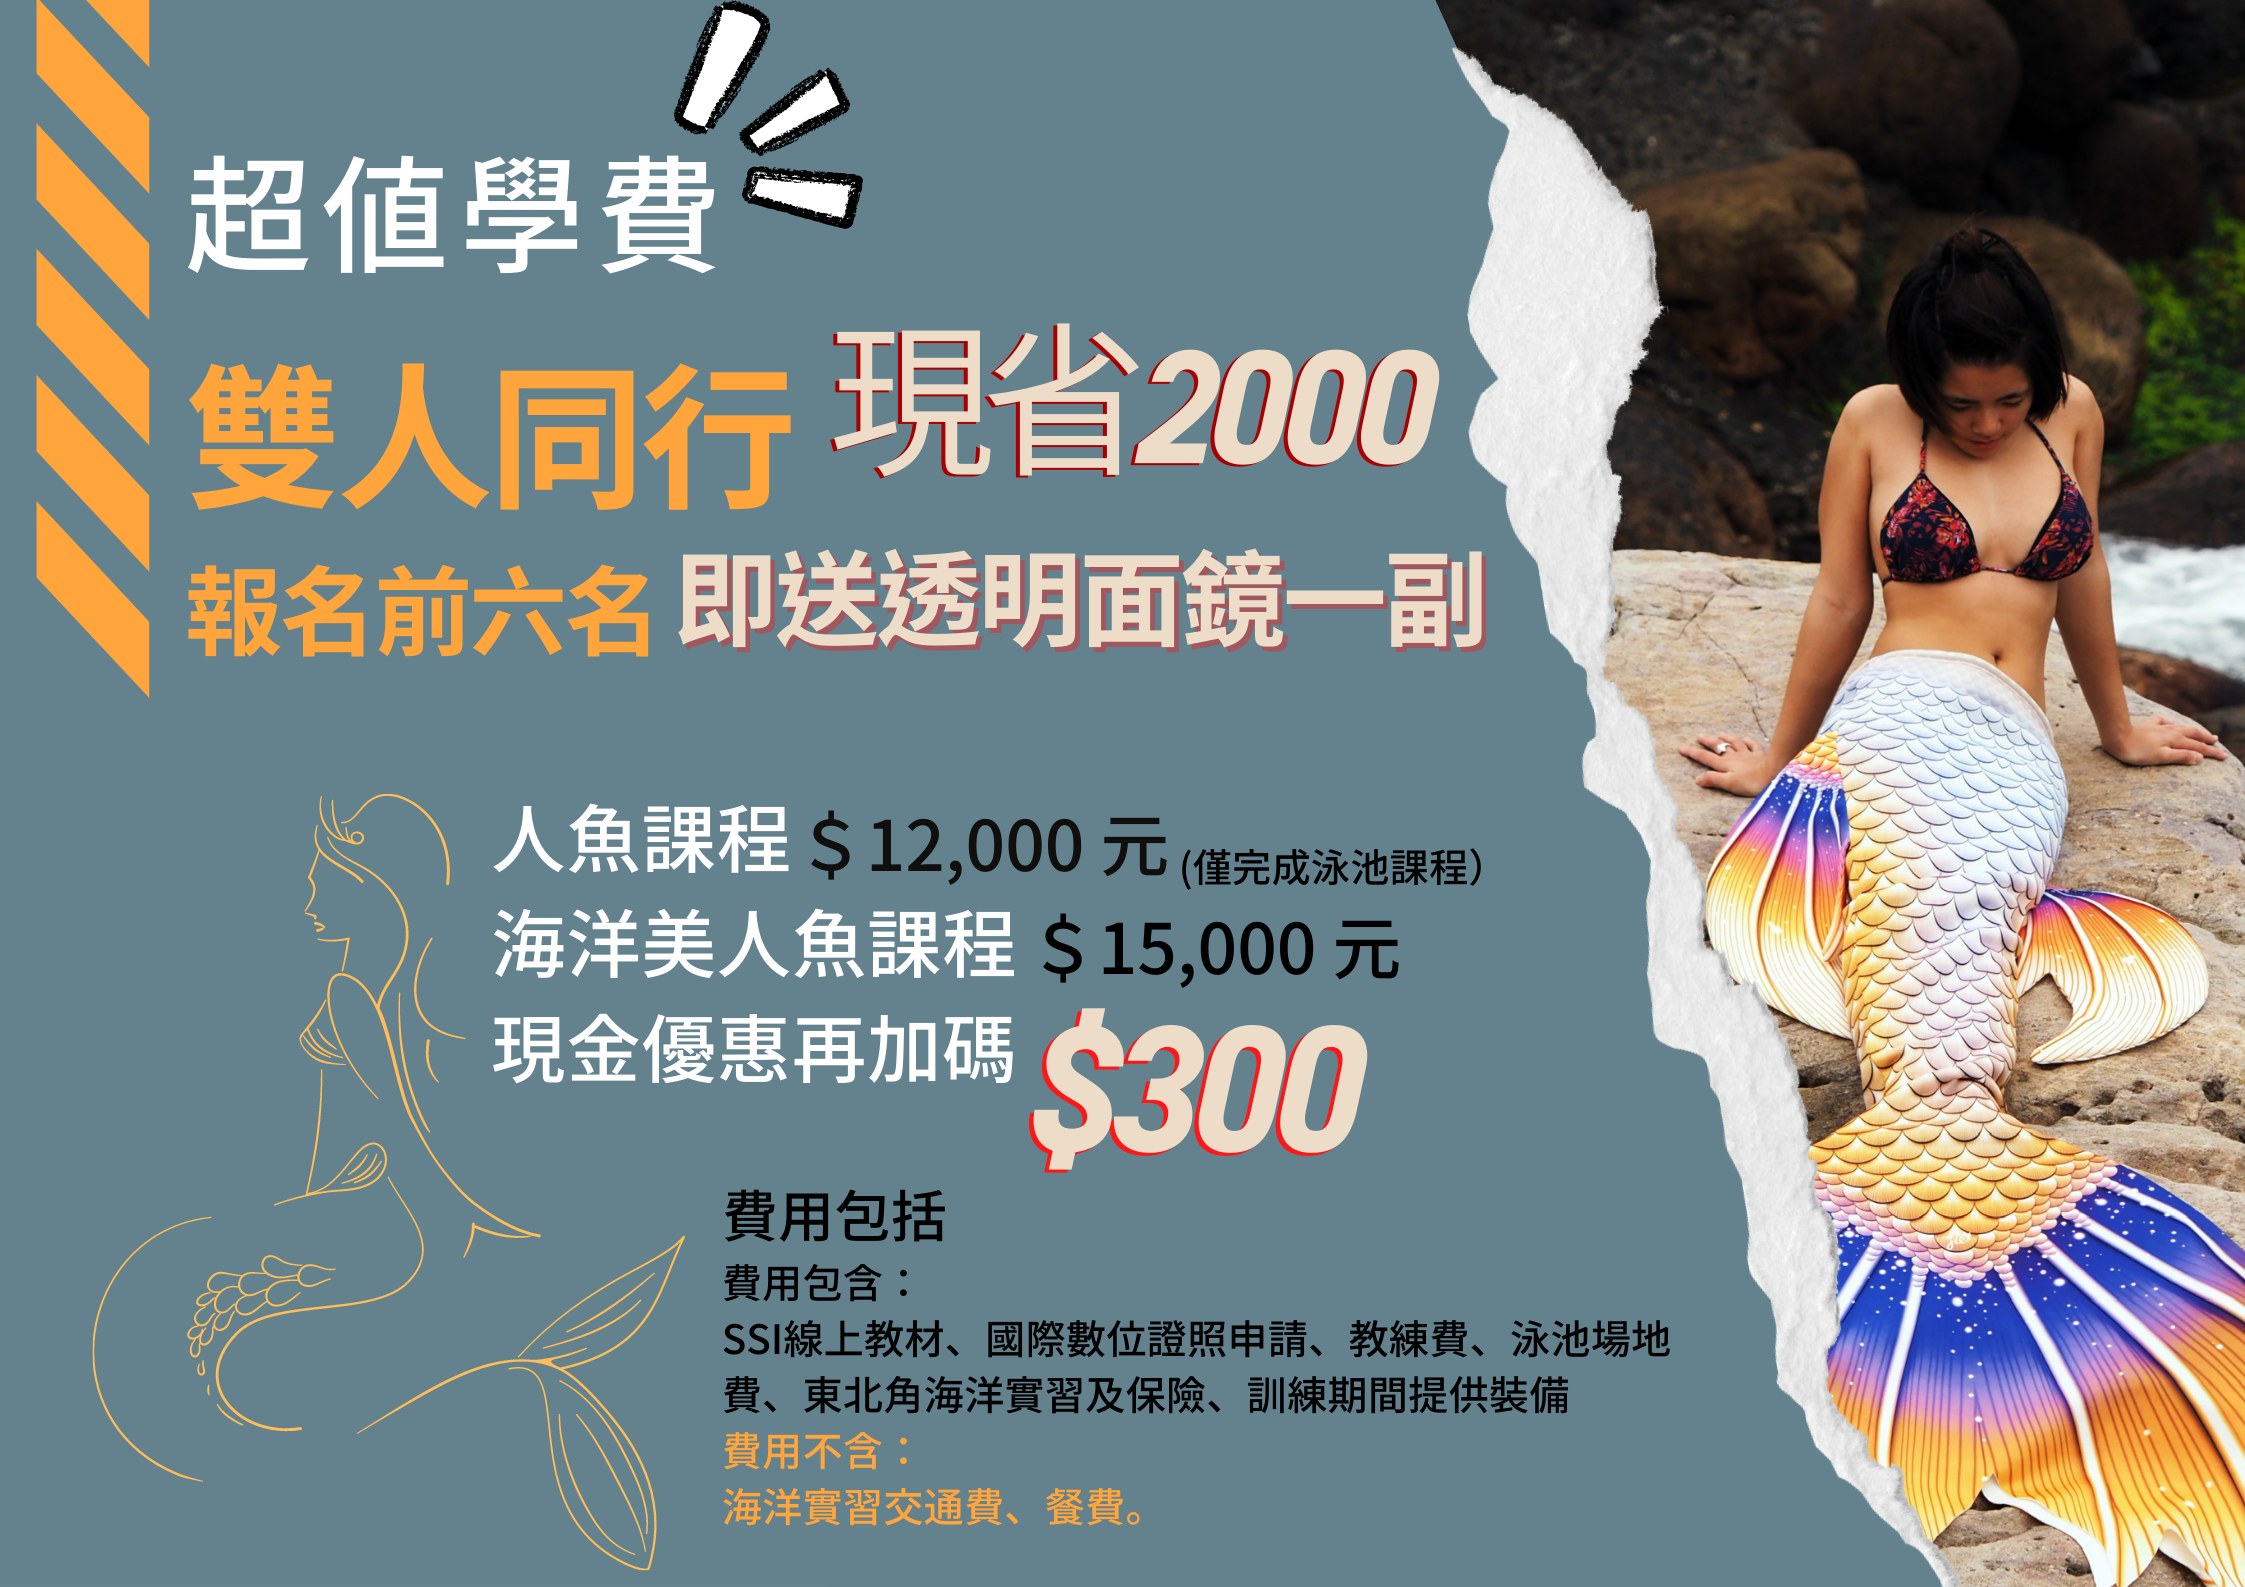 超值學費
雙人同行 現省2000
報名前六名 即送透明面鏡一副
人魚課程 $ 12,000 元 (僅完成泳池課程)
海洋美人魚課程 $ 15,000 元
現金優惠再加碼 $300
費用包括
費用包含：
SSI線上教材、國際數位證照申請、教練費、泳池場地
費、東北角海洋實習及保險、訓練期間提供裝備
費用不含：
海洋實習交通費、餐費。